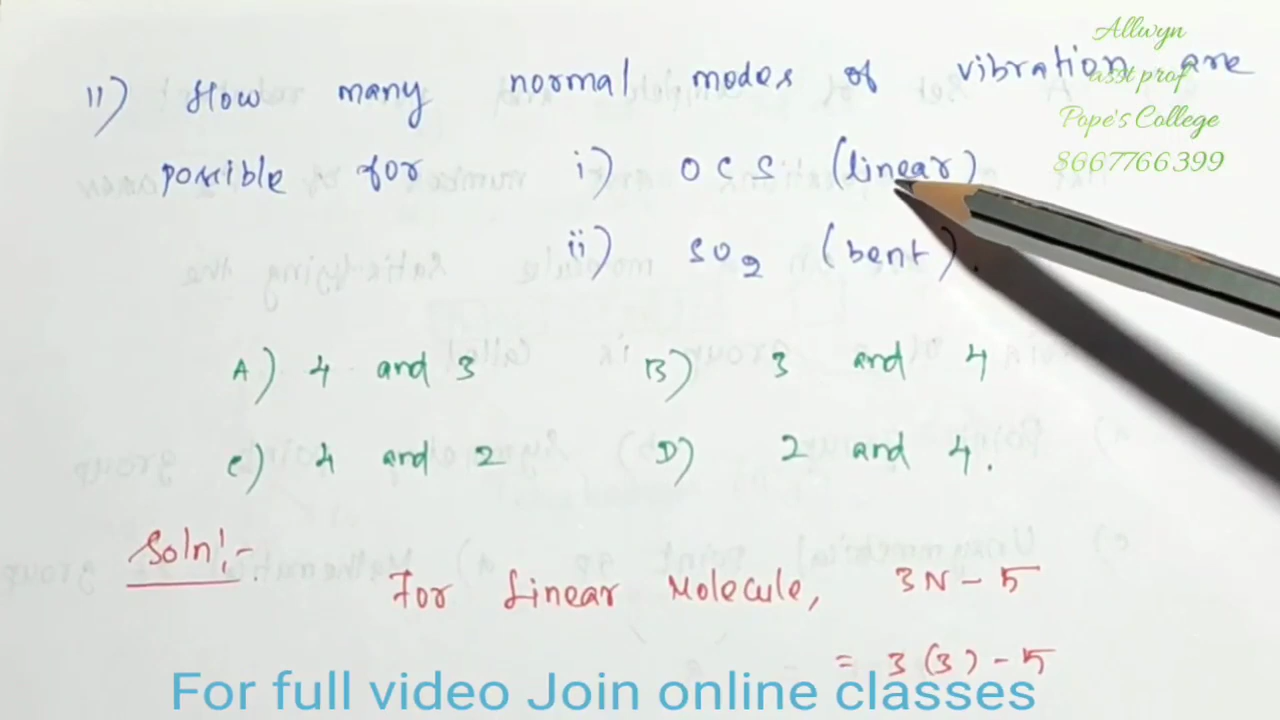 11) How many normal modes of vibration are
possible for i) OCS (linear)
ii) SO2 (bent).
A) 4 and 3 B) 3 and 4
C) 4 and 2 D) 2 and 4.
Soln:-
For Linear Molecule, 3N - 5
= 3(3) - 5
Allwyn
asst prof
Pope's College
8667766399
For full video Join online classes